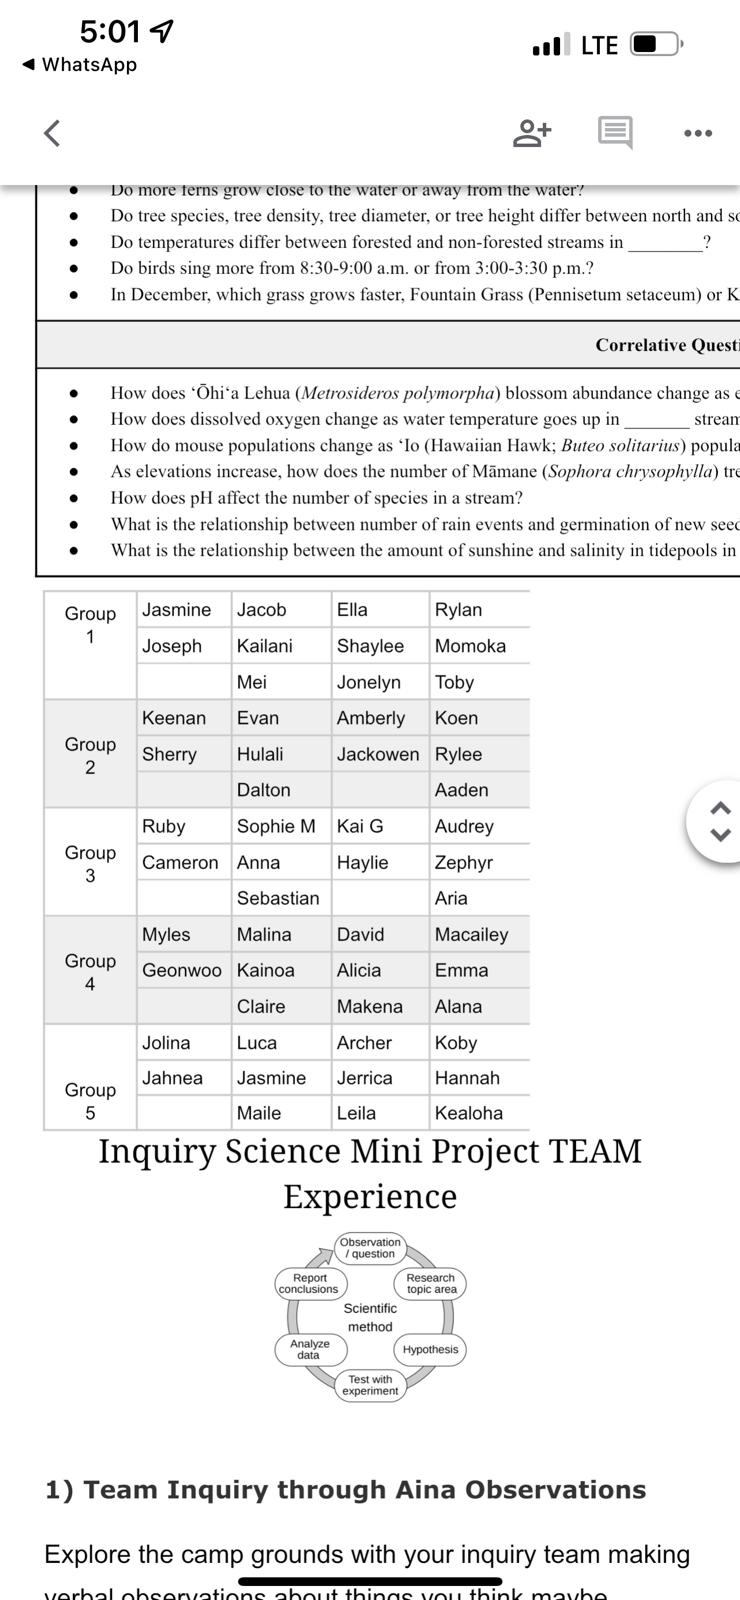 5:01
LTE
WhatsApp
Do more ferns grow close to the water or away from the water?
Do tree species, tree density, tree diameter, or tree height differ between north and so
Do temperatures differ between forested and non-forested streams in ________?
Do birds sing more from 8:30-9:00 a.m. or from 3:00-3:30 p.m.?
In December, which grass grows faster, Fountain Grass (Pennisetum setaceum) or K
Correlative Questi
How does ʻŌhiʻa Lehua (Metrosideros polymorpha) blossom abundance change as e
How does dissolved oxygen change as water temperature goes up in _______ stream
How do mouse populations change as ʻIo (Hawaiian Hawk; Buteo solitarius) popula
As elevations increase, how does the number of Māmane (Sophora chrysophylla) tre
How does pH affect the number of species in a stream?
What is the relationship between number of rain events and germination of new seed
What is the relationship between the amount of sunshine and salinity in tidepools in
Group 1
Jasmine Jacob Ella Rylan
Joseph Kailani Shaylee Momoka
Mei Jonelyn Toby
Group 2
Keenan Evan Amberly Koen
Sherry Hulali Jackowen Rylee
Dalton Aaden
Group 3
Ruby Sophie M Kai G Audrey
Cameron Anna Haylie Zephyr
Sebastian Aria
Group 4
Myles Malina David Macailey
Geonwoo Kainoa Alicia Emma
Claire Makena Alana
Group 5
Jolina Luca Archer Koby
Jahnea Jasmine Jerrica Hannah
Maile Leila Kealoha
Inquiry Science Mini Project TEAM
Experience
Observation
/ question
Research
topic area
Hypothesis
Test with
experiment
Analyze
data
Report
conclusions
Scientific
method
1) Team Inquiry through Aina Observations
Explore the camp grounds with your inquiry team making
verbal observations about things you think maybe